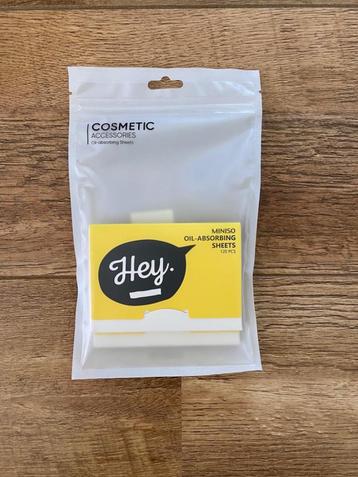 COSMETIC
ACCESSORIES
Oil-absorbing Sheets
MINISO
OIL-ABSORBING
SHEETS
120 PCS
Hey.